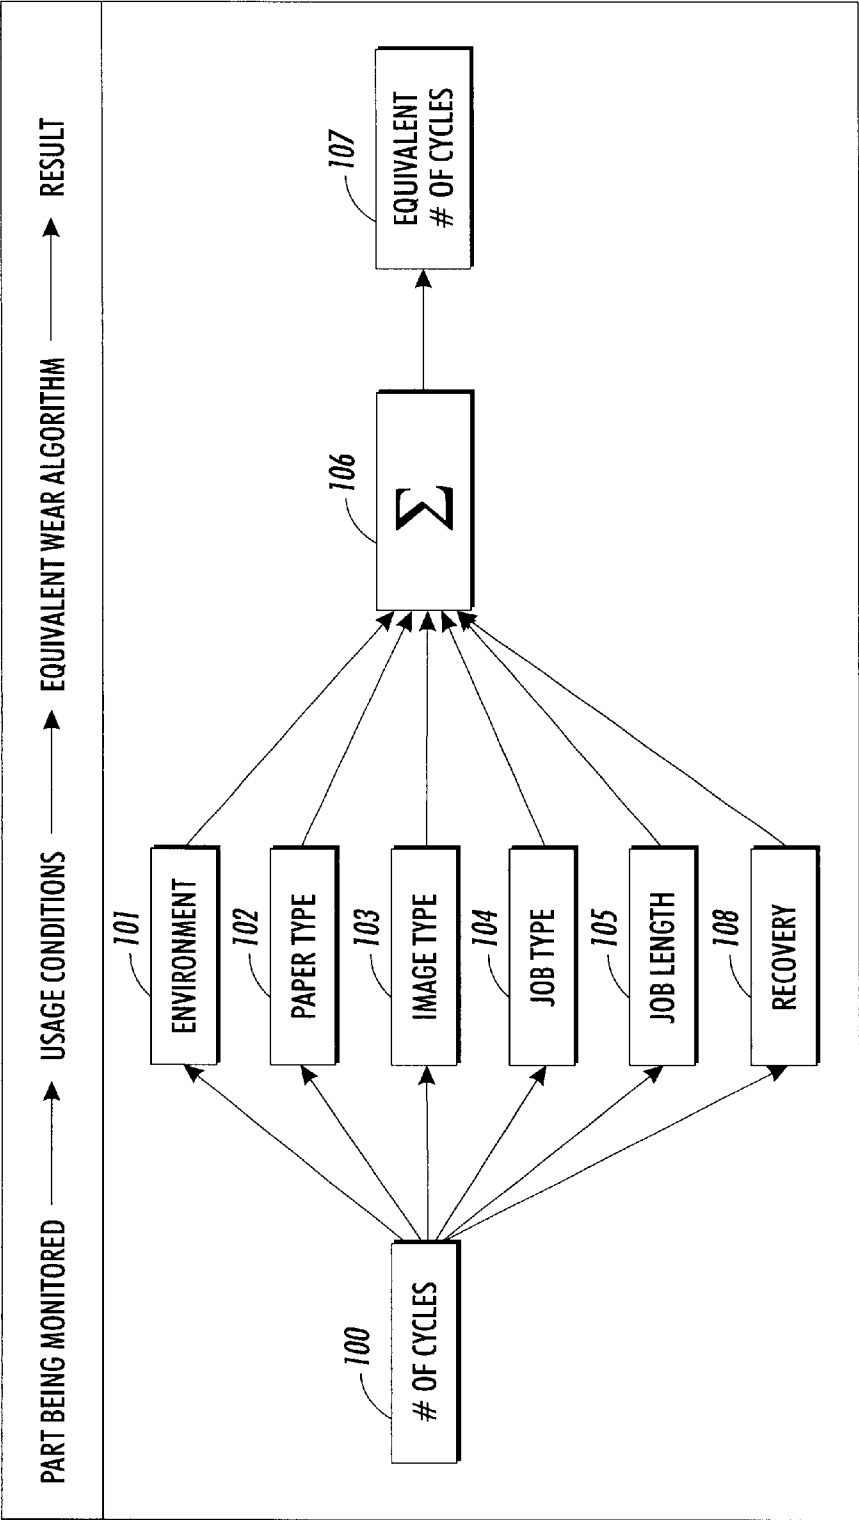 PART BEING MONITORED USAGE CONDITIONS EQUIVALENT WEAR ALGORITHM RESULT
100
# OF CYCLES
101
ENVIRONMENT
102
PAPER TYPE
103
IMAGE TYPE
104
JOB TYPE
105
JOB LENGTH
108
RECOVERY
106
Σ
107
EQUIVALENT
# OF CYCLES